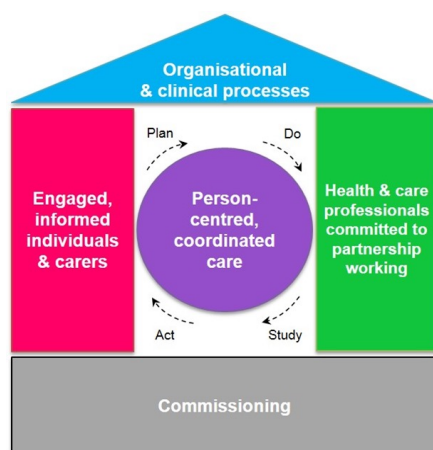 Organisational
& clinical processes
Plan
Do
Engaged,
informed
individuals
& carers
Person-
centred,
coordinated
care
Health & care
professionals
committed to
partnership
working
Act
Study
Commissioning